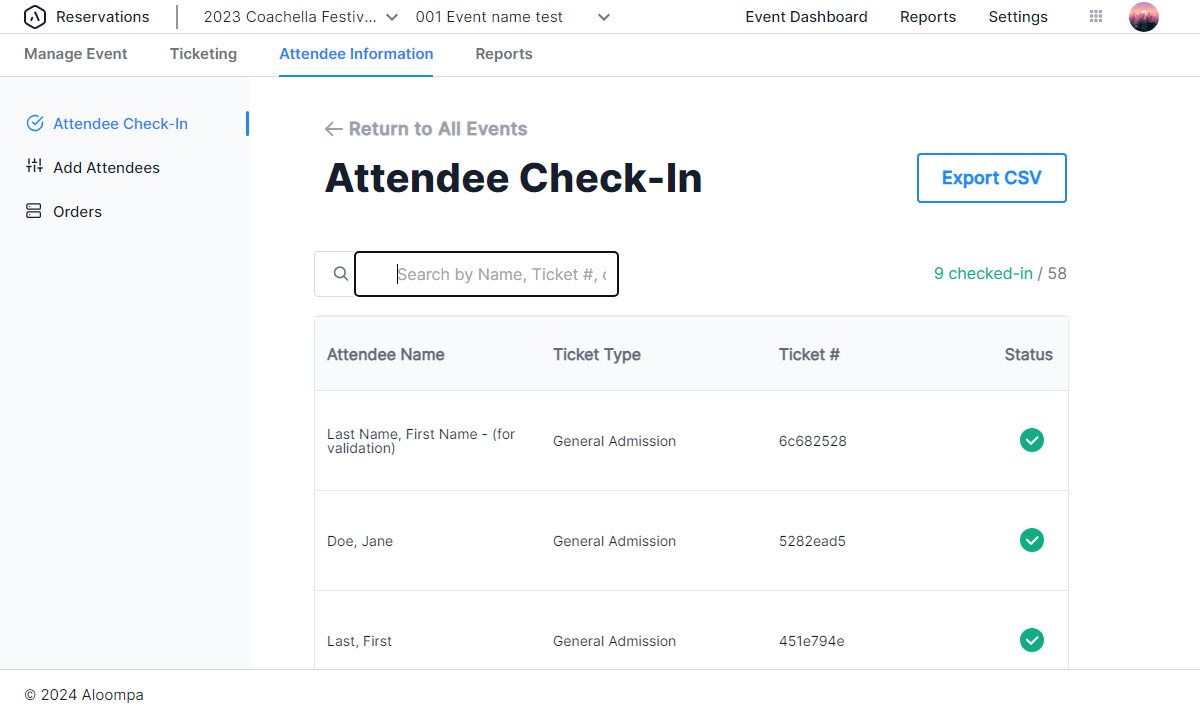 Reservations
2023 Coachella Festiv...
001 Event name test
Event Dashboard
Reports
Settings
Manage Event
Ticketing
Attendee Information
Reports
Attendee Check-In
Add Attendees
Orders
Return to All Events
Attendee Check-In
Export CSV
Search by Name, Ticket #,
9 checked-in / 58
Attendee Name
Ticket Type
Ticket #
Status
Last Name, First Name - (for
validation)
General Admission
6c682528
Doe, Jane
General Admission
5282ead5
Last, First
General Admission
451e794e
© 2024 Aloompa